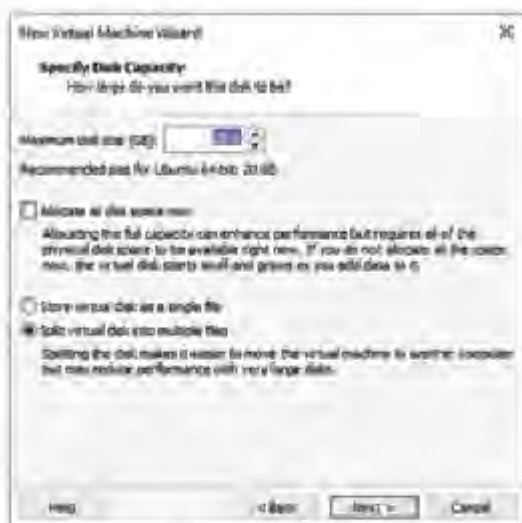 New Virtual Machine Wizard
Specify Disk Capacity
How large do you want this disk to be?
Maximum disk size (GB):
Recommended size for Ubuntu 64-bit: 20 GB
Allocate all disk space now.
Allocating the full capacity can enhance performance but requires all of the
physical disk space to be available right now. If you do not allocate all the space
now, the virtual disk starts small and grows as you add data to it.
Store virtual disk as a single file
Split virtual disk into multiple files
Splitting the disk makes it easier to move the virtual machine to another computer
but may reduce performance with very large disks.
Help
< Back
Next >
Cancel